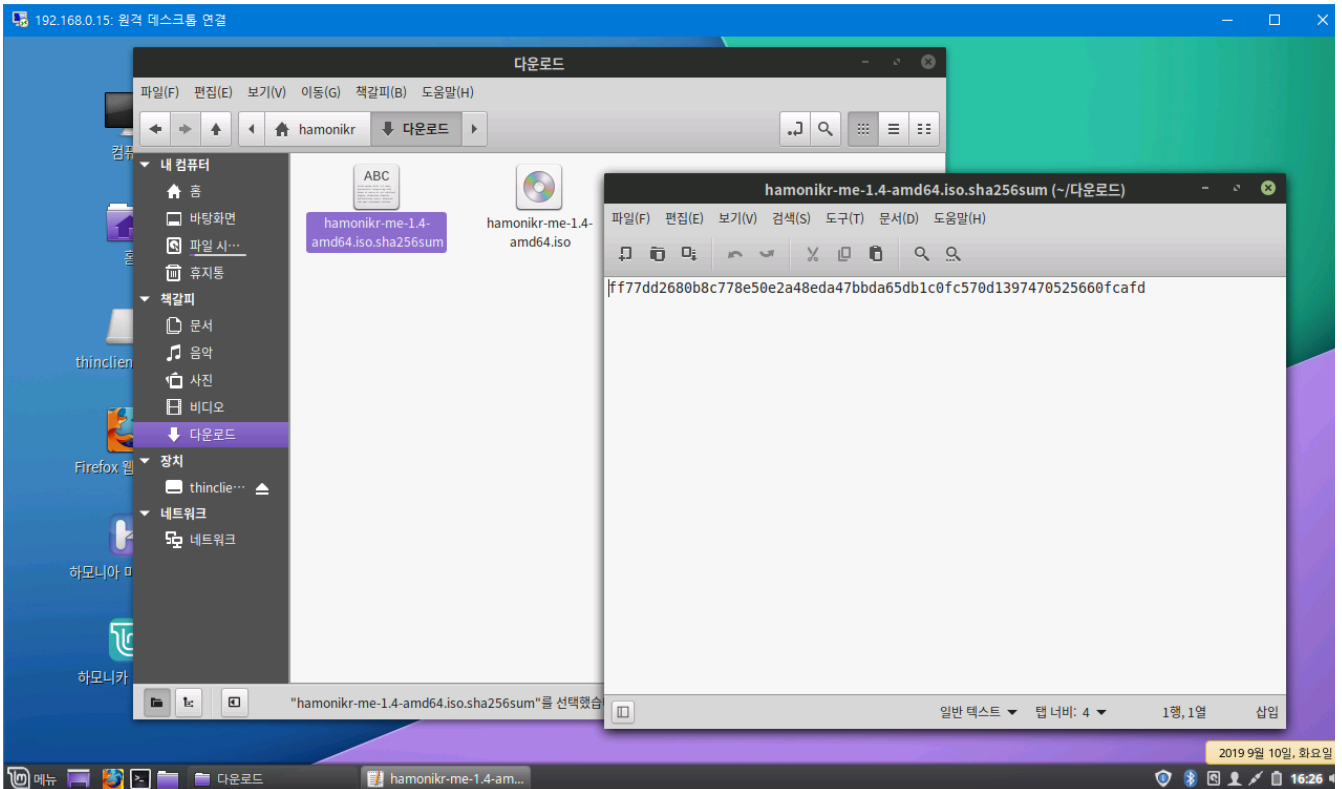 192.168.0.15: 원격 데스크톱 연결
다운로드
파일(F) 편집(E) 보기(V) 이동(G) 책갈피(B) 도움말(H)
hamonikr 다운로드
내 컴퓨터
홈
바탕화면
파일 시…
휴지통
책갈피
문서
음악
사진
비디오
다운로드
장치
thinclie…
네트워크
네트워크
ABC
hamonikr-me-1.4-
amd64.iso.sha256sum
hamonikr-me-1.4-
amd64.iso
"hamonikr-me-1.4-amd64.iso.sha256sum"를 선택했습
hamonikr-me-1.4-amd64.iso.sha256sum (~/다운로드)
파일(F) 편집(E) 보기(V) 검색(S) 도구(T) 문서(D) 도움말(H)
ff77dd2680b8c778e50e2a48eda47bbda65db1c0fc570d1397470525660fcafd
일반 텍스트 탭 너비: 4 1행, 1열 삽입
thinclien
Firefox 웹
하모니아
하모니카
2019 9월 10일, 화요일
메뉴 다운로드 hamonikr-me-1.4-am... 16:26